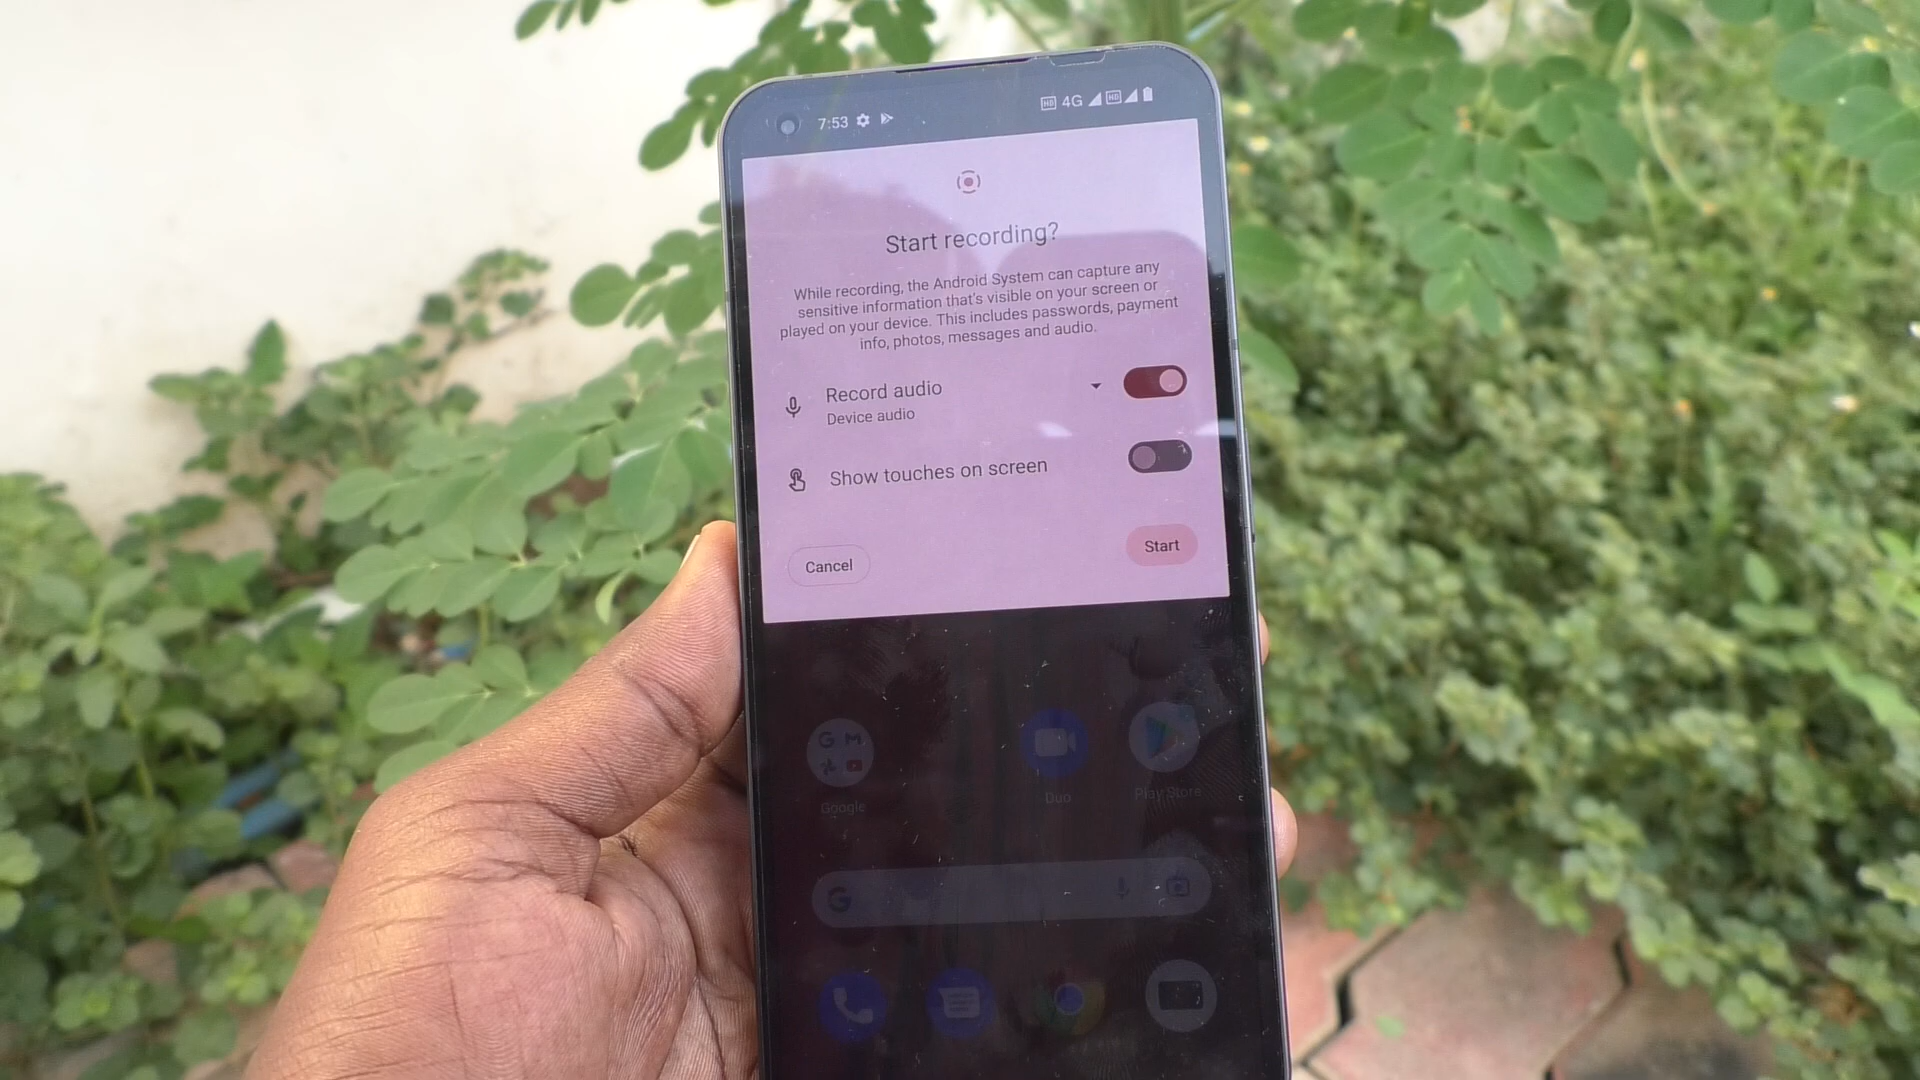 7:53
HD 4G HD
Start recording?
While recording, the Android System can capture any
sensitive information that's visible on your screen or
played on your device. This includes passwords, payment
info, photos, messages and audio.
Record audio
Device audio
Show touches on screen
Cancel
Start
G M
Google
Duo
Play Store
G